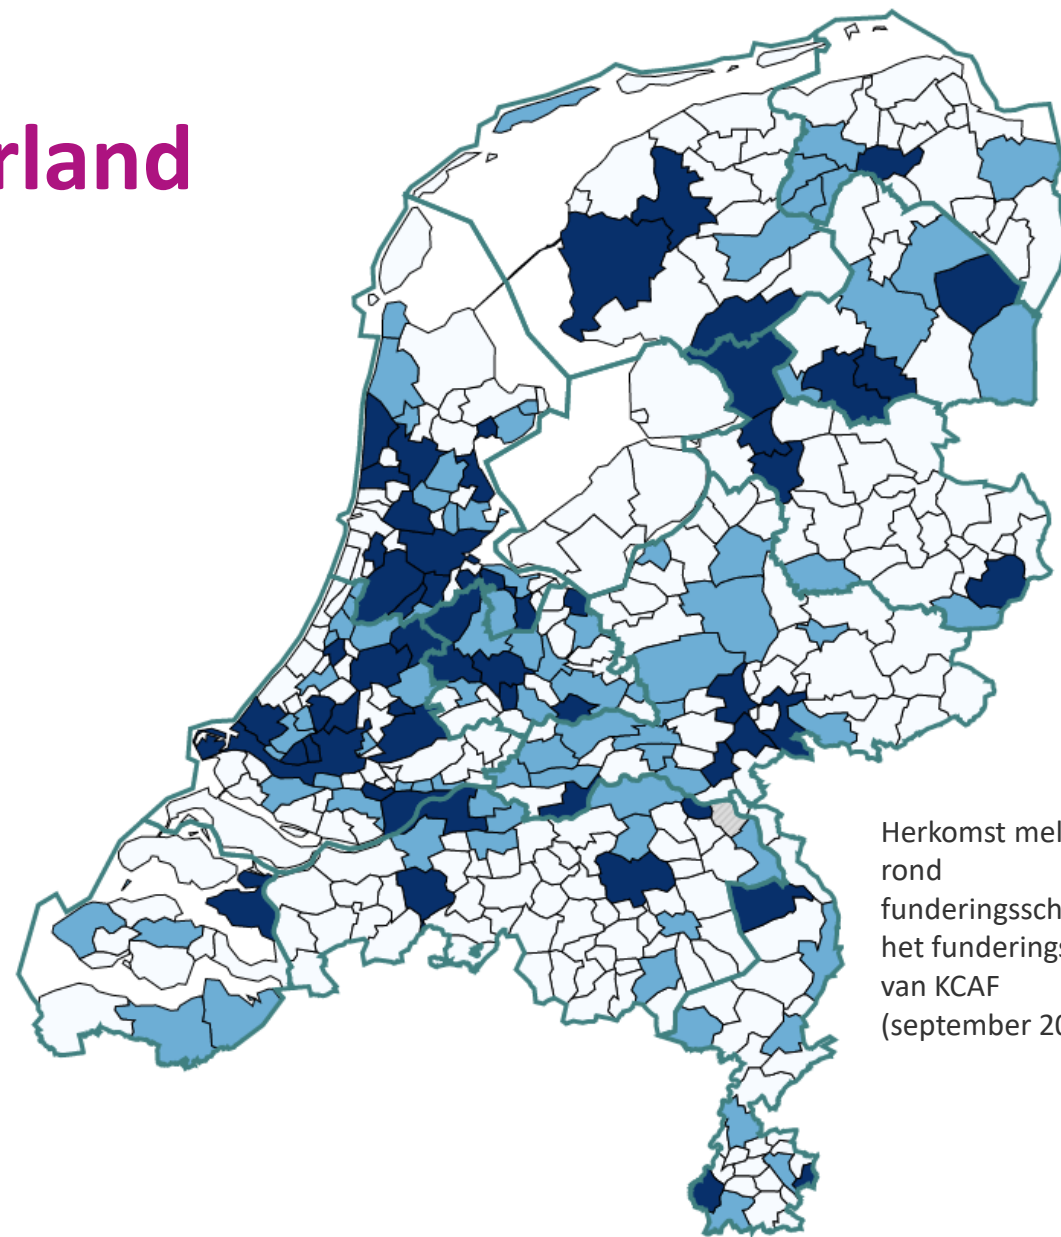 rland
Herkomst mel
rond
funderingssch
het funderings
van KCAF
(september 20